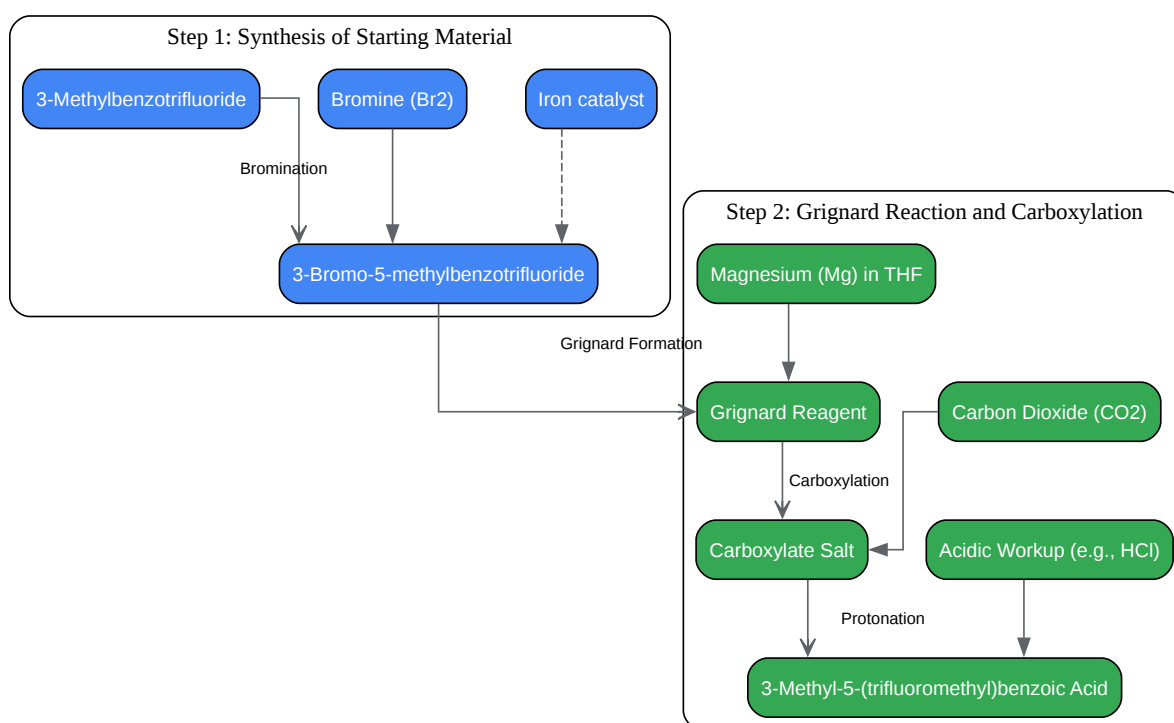 Step 1: Synthesis of Starting Material
3-Methylbenzotrifluoride
Bromine (Br2)
Iron catalyst
Bromination
3-Bromo-5-methylbenzotrifluoride
Step 2: Grignard Reaction and Carboxylation
Magnesium (Mg) in THF
Grignard Formation
Grignard Reagent
Carbon Dioxide (CO2)
Carboxylation
Carboxylate Salt
Acidic Workup (e.g., HCl)
Protonation
3-Methyl-5-(trifluoromethyl)benzoic Acid